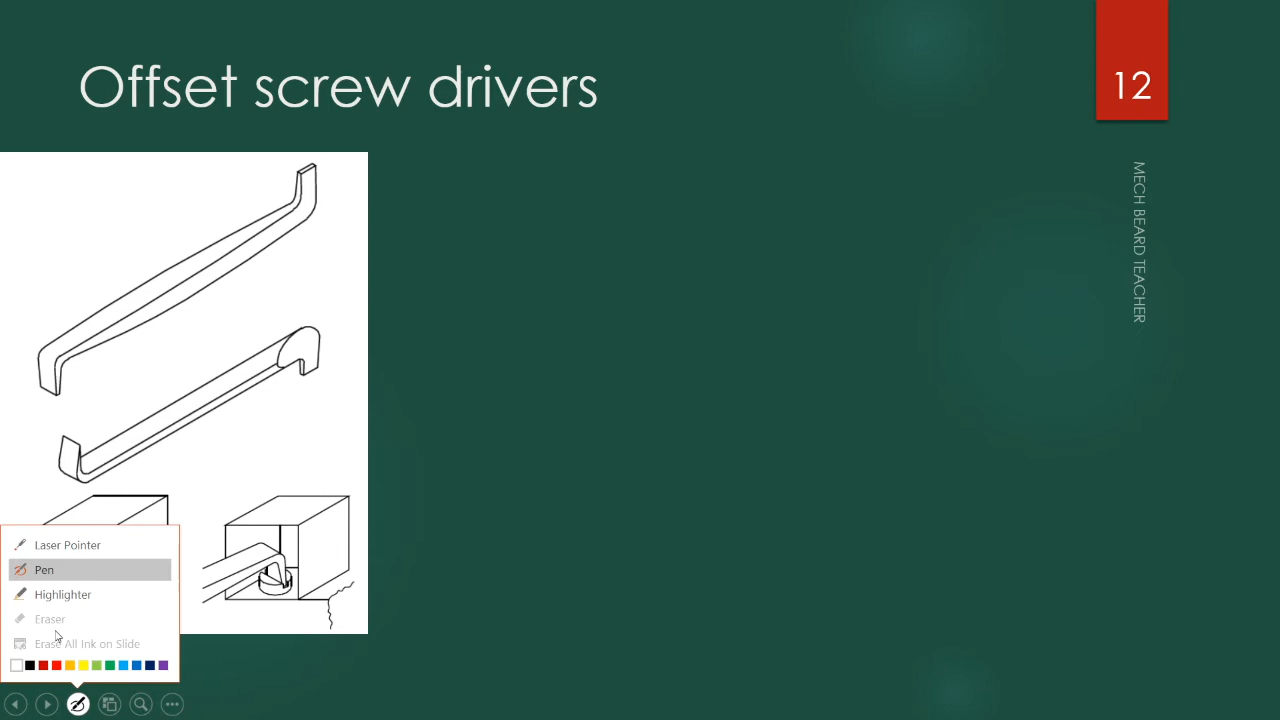 Offset screw drivers
12
MECH BEARD TEACHER
Laser Pointer
Pen
Highlighter
Eraser
Erase All Ink on Slide